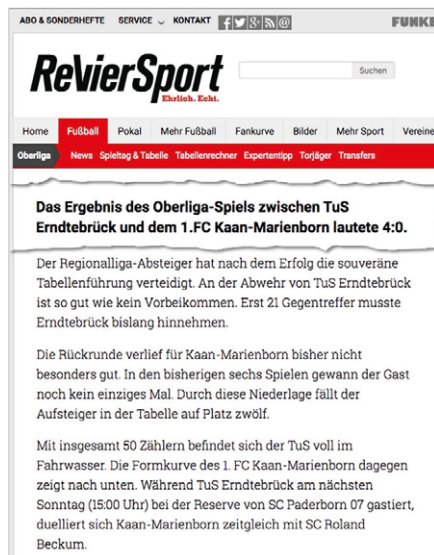 ABO & SONDERHEFTE SERVICE KONTAKT
FUNKE
RevierSport
Ehrlich. Echt.
Suchen
Home Fußball Pokal Mehr Fußball Fankurve Bilder Mehr Sport Vereine
Oberliga News Spieltag & Tabelle Tabellenrechner Expertentipp Torjäger Transfers
Das Ergebnis des Oberliga-Spiels zwischen TuS
Erndtebrück und dem 1.FC Kaan-Marienborn lautete 4:0.
Der Regionalliga-Absteiger hat nach dem Erfolg die souveräne
Tabellenführung verteidigt. An der Abwehr von TuS Erndtebrück
ist so gut wie kein Vorbeikommen. Erst 21 Gegentreffer musste
Erndtebrück bislang hinnehmen.
Die Rückrunde verlief für Kaan-Marienborn bisher nicht
besonders gut. In den bisherigen sechs Spielen gewann der Gast
noch kein einziges Mal. Durch diese Niederlage fällt der
Aufsteiger in der Tabelle auf Platz zwölf.
Mit insgesamt 50 Zählern befindet sich der TuS voll im
Fahrwasser. Die Formkurve des 1. FC Kaan-Marienborn dagegen
zeigt nach unten. Während TuS Erndtebrück am nächsten
Sonntag (15:00 Uhr) bei der Reserve von SC Paderborn 07 gastiert,
duelliert sich Kaan-Marienborn zeitgleich mit SC Roland
Beckum.